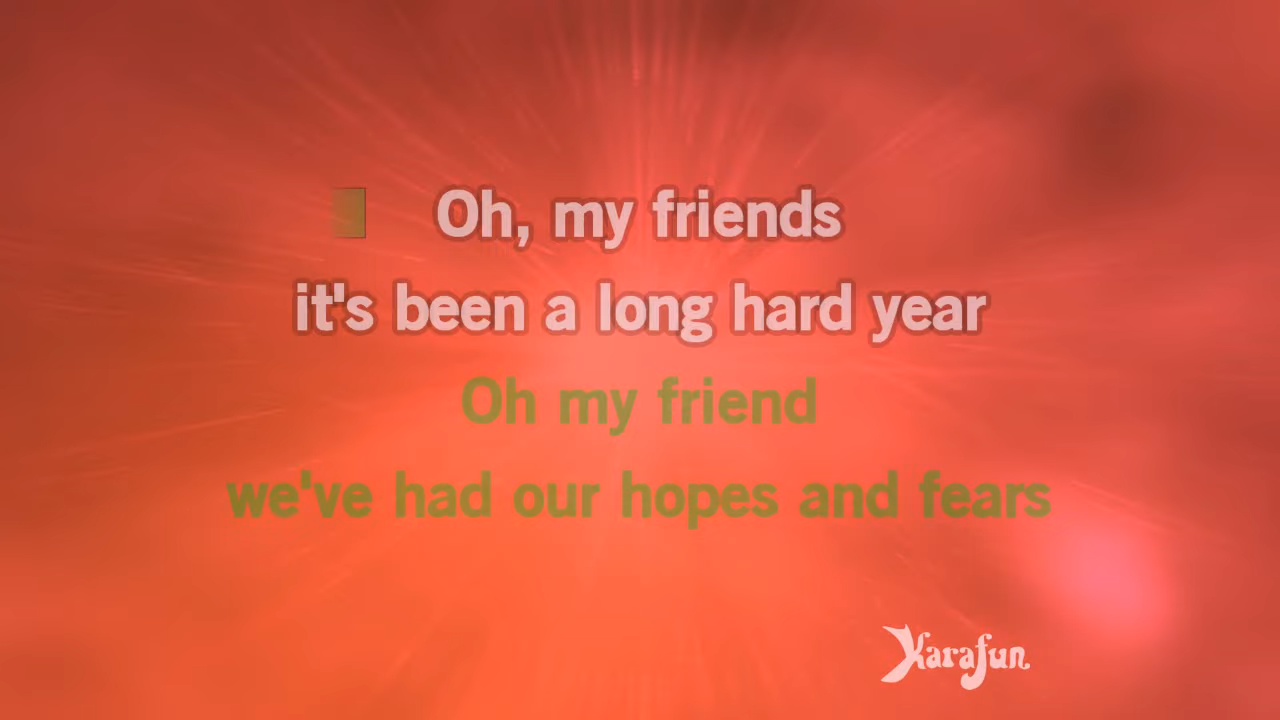 Oh, my friends
it's been a long hard year
Oh my friend
we've had our hopes and fears
Karafun